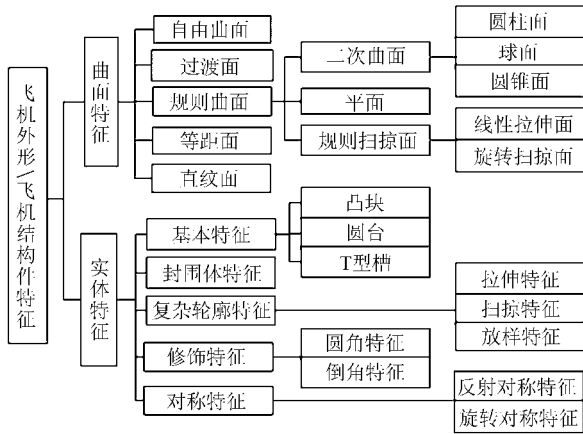 飞机外形/飞机结构件特征
曲面特征
自由曲面
过渡面
规则曲面
二次曲面
圆柱面
球面
圆锥面
平面
规则扫掠面
线性拉伸面
旋转扫掠面
等距面
直纹面
实体特征
基本特征
凸块
圆台
T型槽
封围体特征
复杂轮廓特征
拉伸特征
扫掠特征
放样特征
修饰特征
圆角特征
倒角特征
对称特征
反射对称特征
旋转对称特征